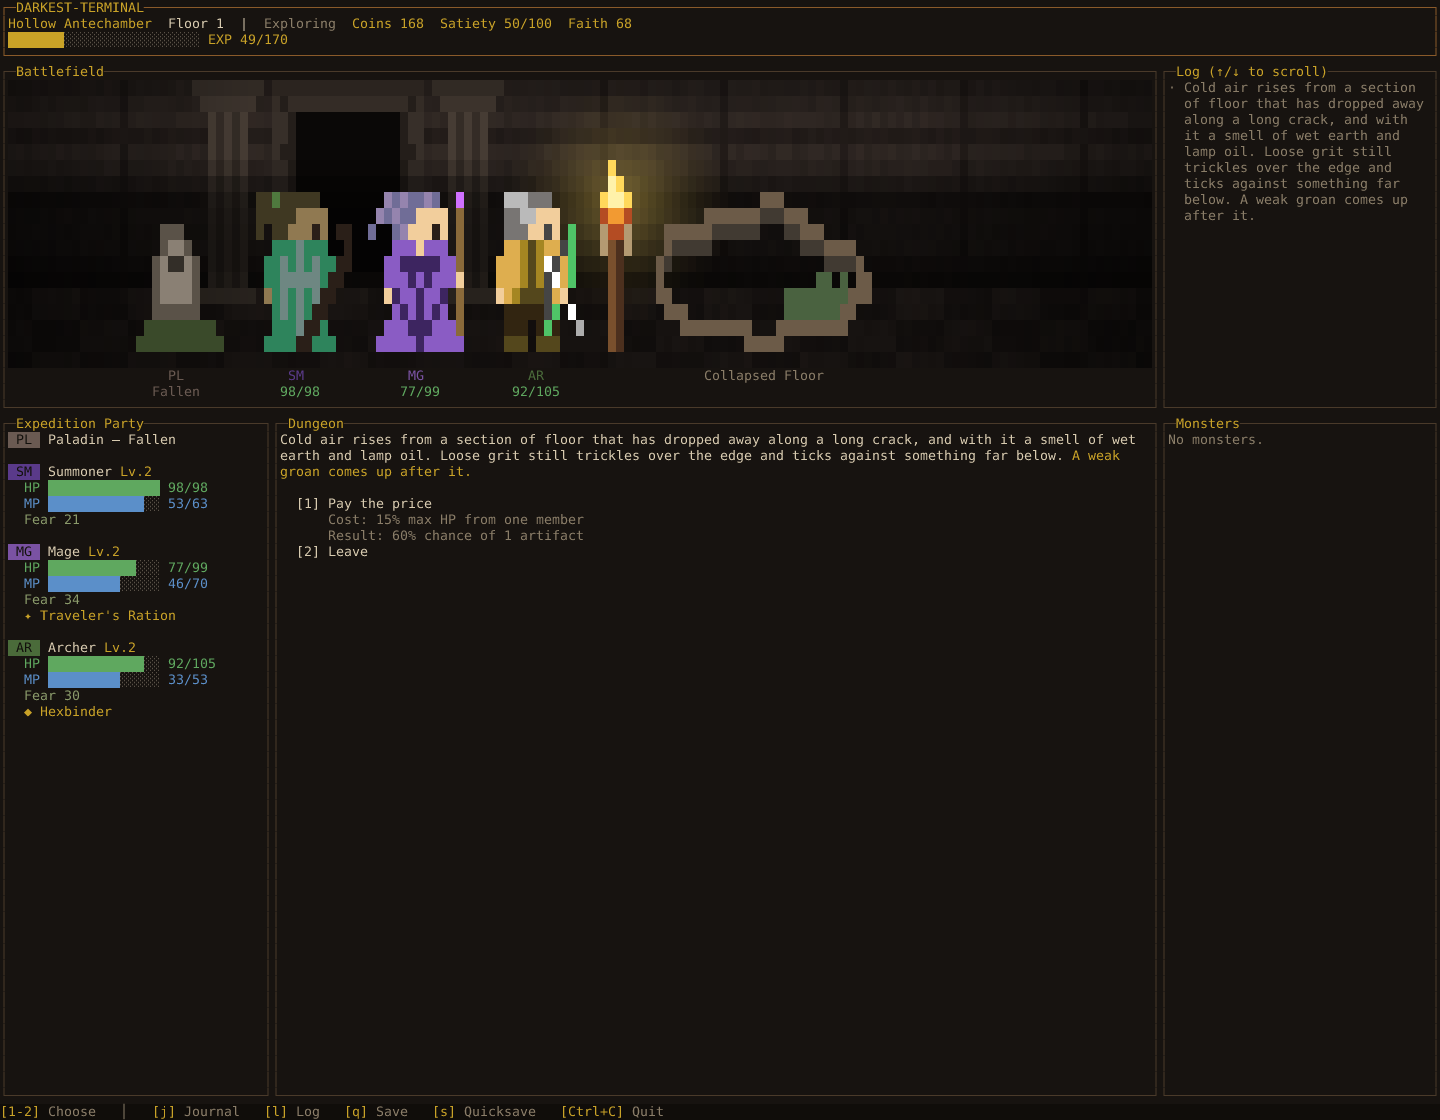 DARKEST-TERMINAL
Hollow Antechamber  Floor 1  |  Exploring  Coins 168  Satiety 50/100  Faith 68
EXP 49/170
Battlefield
PL SM MG AR Collapsed Floor
Fallen 98/98 77/99 92/105
Log (↑/↓ to scroll)
· Cold air rises from a section
of floor that has dropped away
along a long crack, and with
it a smell of wet earth and
lamp oil. Loose grit still
trickles over the edge and
ticks against something far
below. A weak groan comes up
after it.
Expedition Party
PL Paladin — Fallen
SM Summoner Lv.2
HP 98/98
MP 53/63
Fear 21
MG Mage Lv.2
HP 77/99
MP 46/70
Fear 34
✦ Traveler's Ration
AR Archer Lv.2
HP 92/105
MP 33/53
Fear 30
◆ Hexbinder
Dungeon
Cold air rises from a section of floor that has dropped away along a long crack, and with it a smell of wet
earth and lamp oil. Loose grit still trickles over the edge and ticks against something far below. A weak
groan comes up after it.
[1] Pay the price
Cost: 15% max HP from one member
Result: 60% chance of 1 artifact
[2] Leave
Monsters
No monsters.
[1-2] Choose  │  [j] Journal  [l] Log  [q] Save  [s] Quicksave  [Ctrl+C] Quit